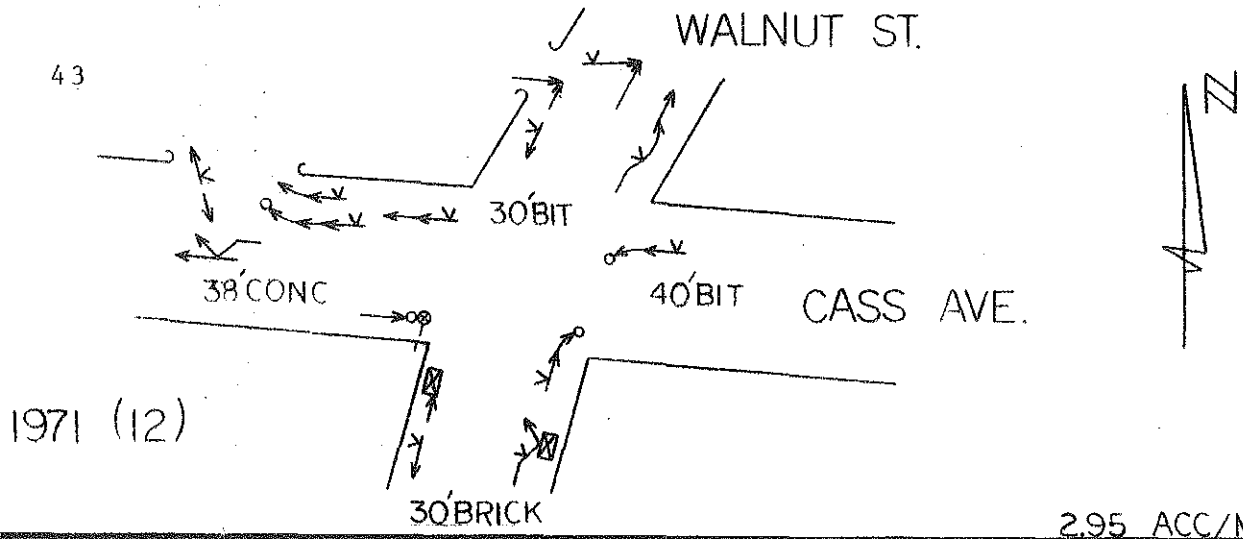 WALNUT ST.
43
N
30'BIT
38'CONC
40'BIT
CASS AVE.
1971 (12)
30'BRICK
2.95 ACC/M